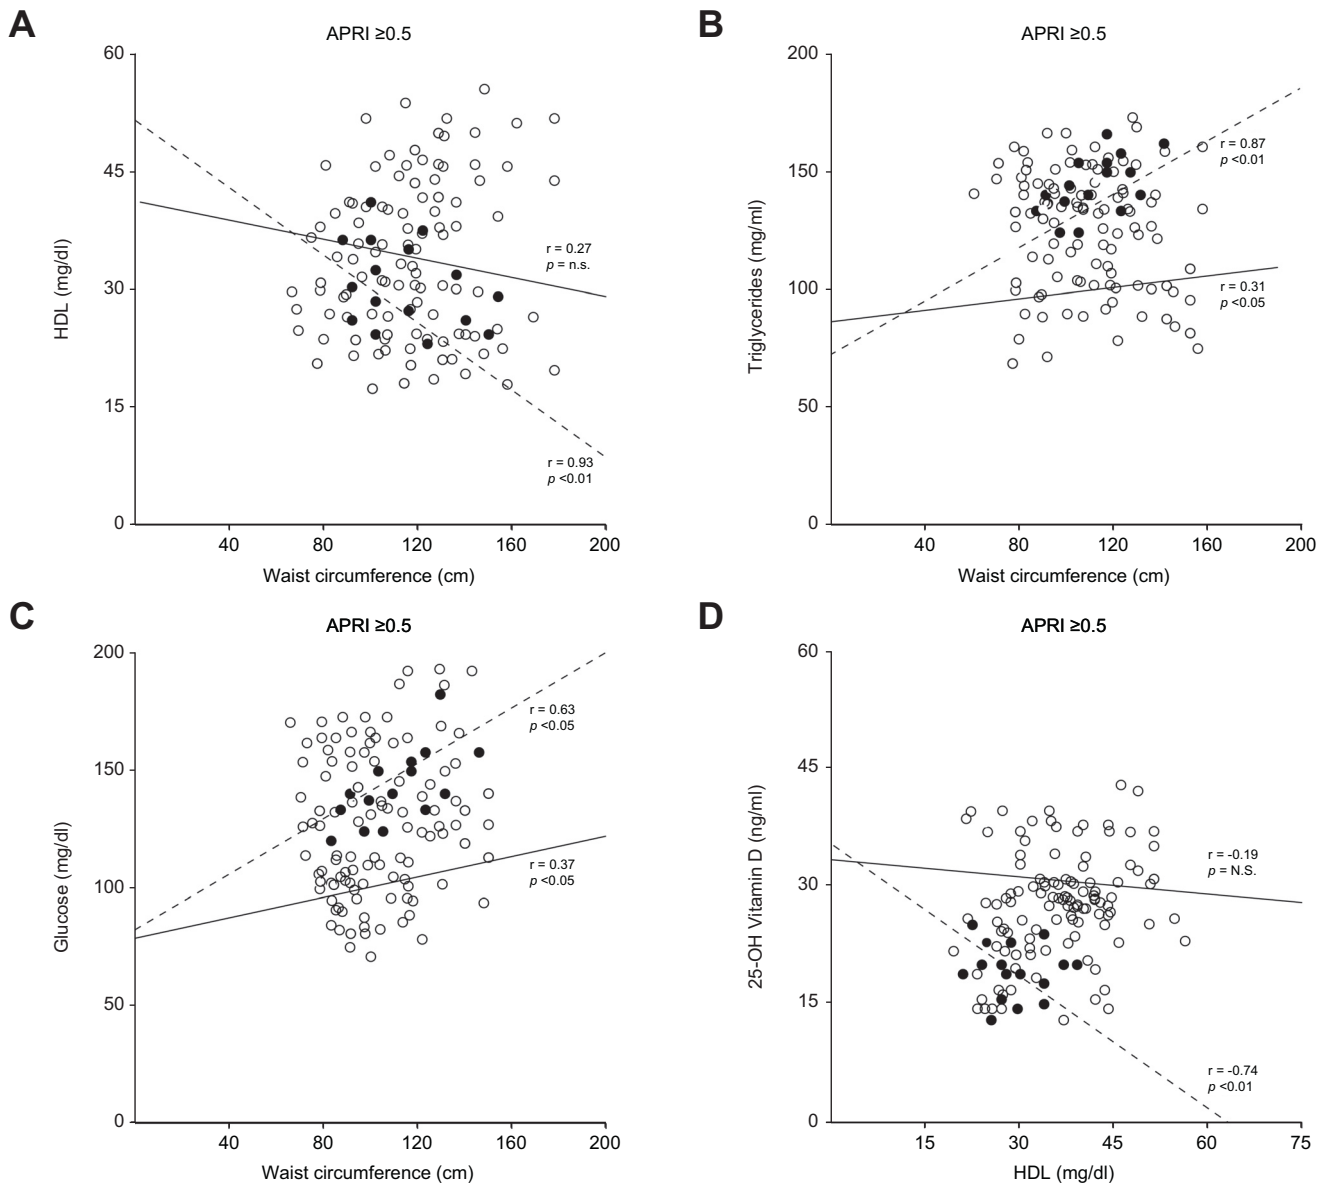 A
APRI ≥0.5
60
45
30
15
0
HDL (mg/dl)
r = 0.27
p = n.s.
r = 0.93
p <0.01
40 80 120 160 200
Waist circumference (cm)
B
APRI ≥0.5
200
150
100
50
0
Triglycerides (mg/ml)
r = 0.87
p <0.01
r = 0.31
p <0.05
40 80 120 160 200
Waist circumference (cm)
C
APRI ≥0.5
200
150
100
50
0
Glucose (mg/dl)
r = 0.63
p <0.05
r = 0.37
p <0.05
40 80 120 160 200
Waist circumference (cm)
D
APRI ≥0.5
60
45
30
15
0
25-OH Vitamin D (ng/ml)
r = -0.19
p = N.S.
r = -0.74
p <0.01
15 30 45 60 75
HDL (mg/dl)